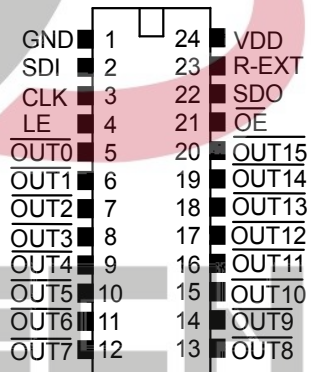 GND 1 24 VDD
SDI 2 23 R-EXT
CLK 3 22 SDO
LE 4 21 OE
OUT0 5 20 OUT15
OUT1 6 19 OUT14
OUT2 7 18 OUT13
OUT3 8 17 OUT12
OUT4 9 16 OUT11
OUT5 10 15 OUT10
OUT6 11 14 OUT9
OUT7 12 13 OUT8